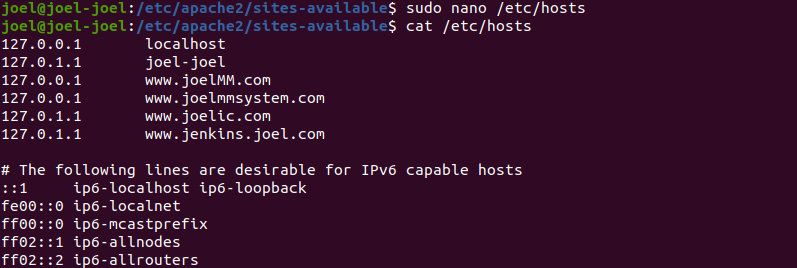 joel@joel-joel:/etc/apache2/sites-available$ sudo nano /etc/hosts
joel@joel-joel:/etc/apache2/sites-available$ cat /etc/hosts
127.0.0.1       localhost
127.0.1.1       joel-joel
127.0.0.1       www.joelMM.com
127.0.0.1       www.joelmmsystem.com
127.0.1.1       www.joelic.com
127.0.1.1       www.jenkins.joel.com

# The following lines are desirable for IPv6 capable hosts
::1     ip6-localhost ip6-loopback
fe00::0 ip6-localnet
ff00::0 ip6-mcastprefix
ff02::1 ip6-allnodes
ff02::2 ip6-allrouters